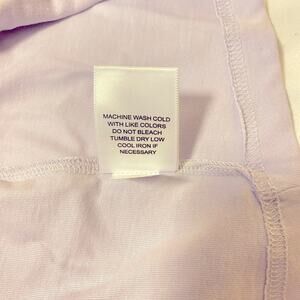 MACHINE WASH COLD
WITH LIKE COLORS
DO NOT BLEACH
TUMBLE DRY LOW
COOL IRON IF
NECESSARY